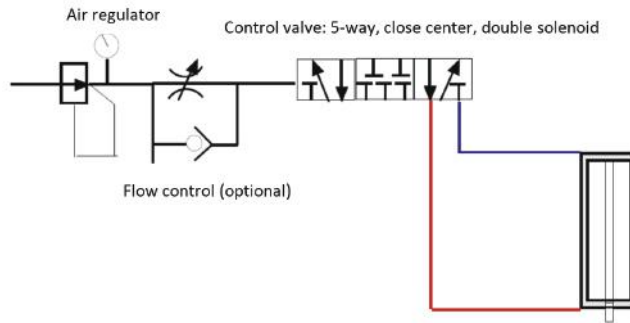 Air regulator
Control valve: 5-way, close center, double solenoid
Flow control (optional)